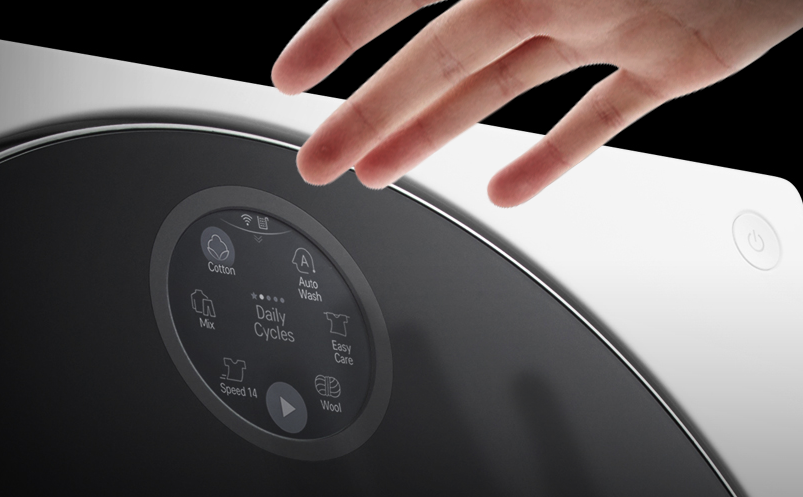 Cotton
A
Auto
Wash
Mix
Daily
Cycles
Easy
Care
Speed 14
Wool